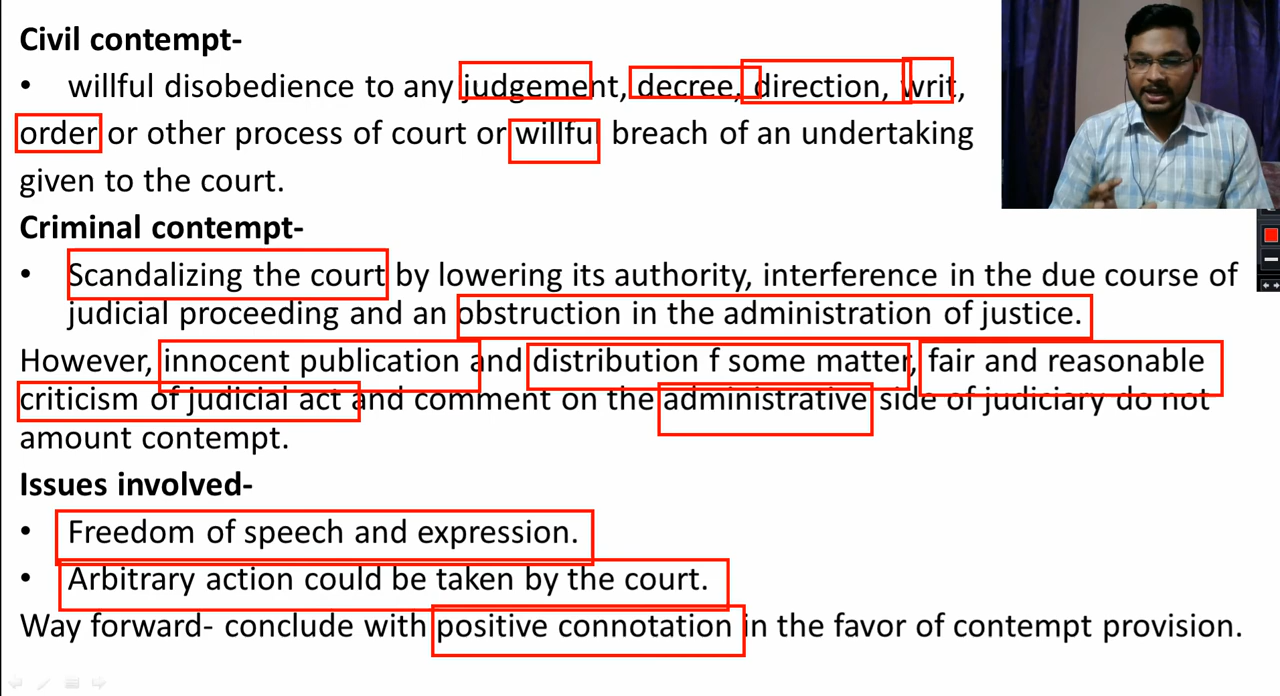 Civil contempt-
• willful disobedience to any judgement, decree, direction, writ,
order or other process of court or willful breach of an undertaking
given to the court.
Criminal contempt-
• Scandalizing the court by lowering its authority, interference in the due course of
judicial proceeding and an obstruction in the administration of justice.
However, innocent publication and distribution f some matter, fair and reasonable
criticism of judicial act and comment on the administrative side of judiciary do not
amount contempt.
Issues involved-
• Freedom of speech and expression.
• Arbitrary action could be taken by the court.
Way forward- conclude with positive connotation in the favor of contempt provision.